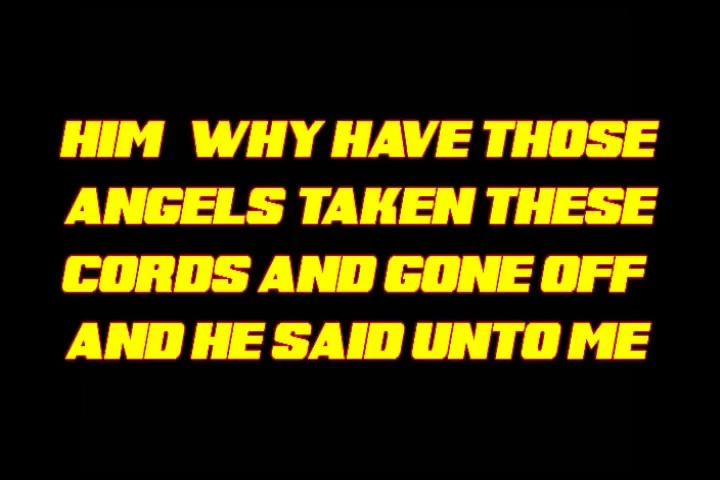 HIM WHY HAVE THOSE
ANGELS TAKEN THESE
CORDS AND GONE OFF
AND HE SAID UNTO ME